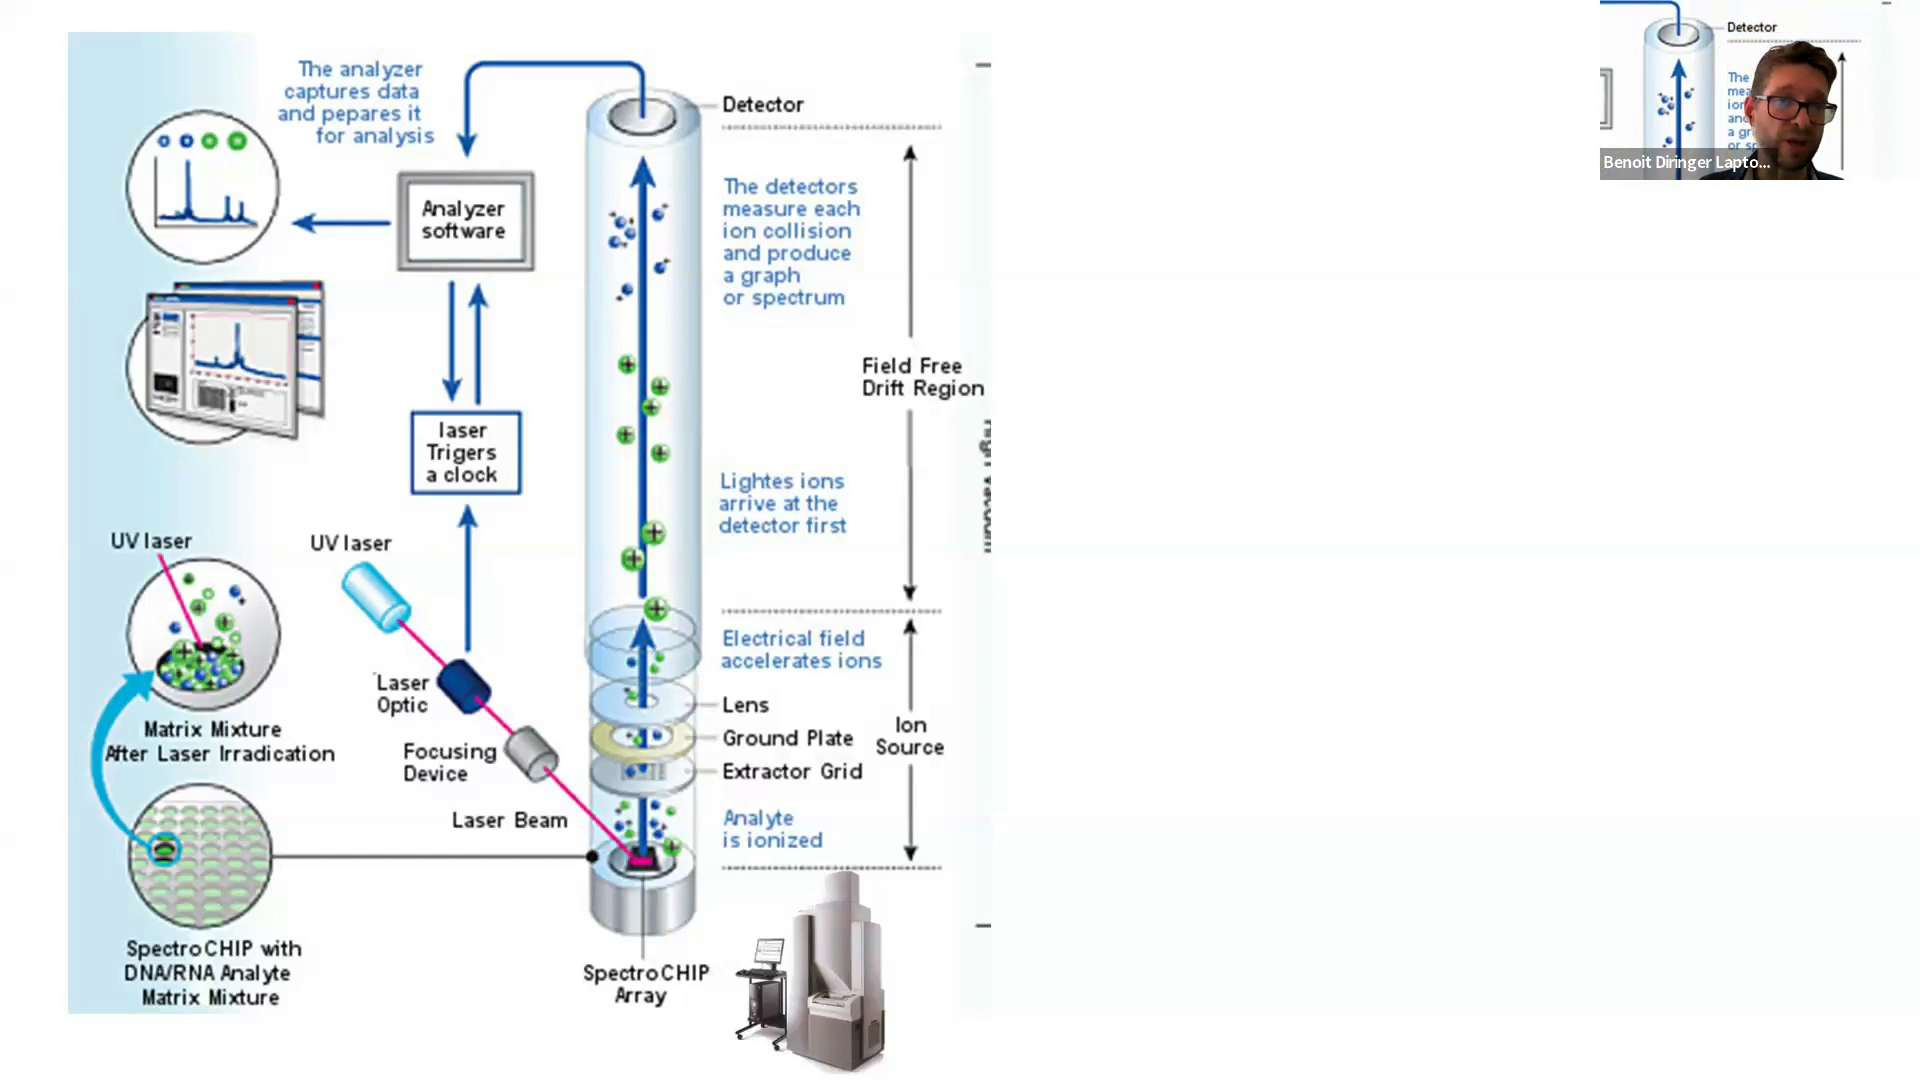 The analyzer
captures data
and pepares it
for analysis
Detector
Analyzer
software
The detectors
measure each
ion collision
and produce
a graph
or spectrum
Field Free
Drift Region
laser
Trigers
a clock
Lightes ions
arrive at the
detector first
UV laser
UV laser
Electrical field
accelerates ions
Laser
Optic
Lens
Ion
Source
Ground Plate
Matrix Mixture
After Laser Irradication
Focusing
Device
Extractor Grid
Laser Beam
Analyte
is ionized
SpectroCHIP with
DNA/RNA Analyte
Matrix Mixture
SpectroCHIP
Array
Detector
The
Benoit Diringer Lapto...